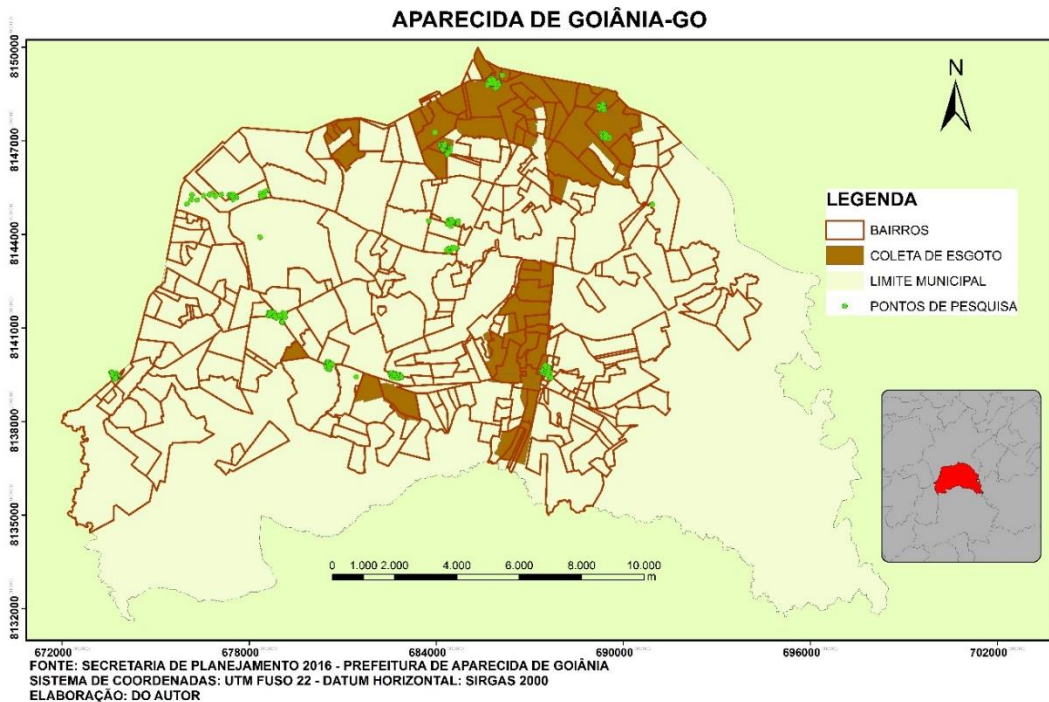 APARECIDA DE GOIÂNIA-GO
8150000
8147000
8144000
8141000
8138000
8135000
8132000
N
LEGENDA
BAIRROS
COLETA DE ESGOTO
LIMITE MUNICIPAL
PONTOS DE PESQUISA
0 1.000 2.000 4.000 6.000 8.000 10.000
m
672000 678000 684000 690000 696000 702000
FONTE: SECRETARIA DE PLANEJAMENTO 2016 - PREFEITURA DE APARECIDA DE GOIÂNIA
SISTEMA DE COORDENADAS: UTM FUSO 22 - DATUM HORIZONTAL: SIRGAS 2000
ELABORAÇÃO: DO AUTOR